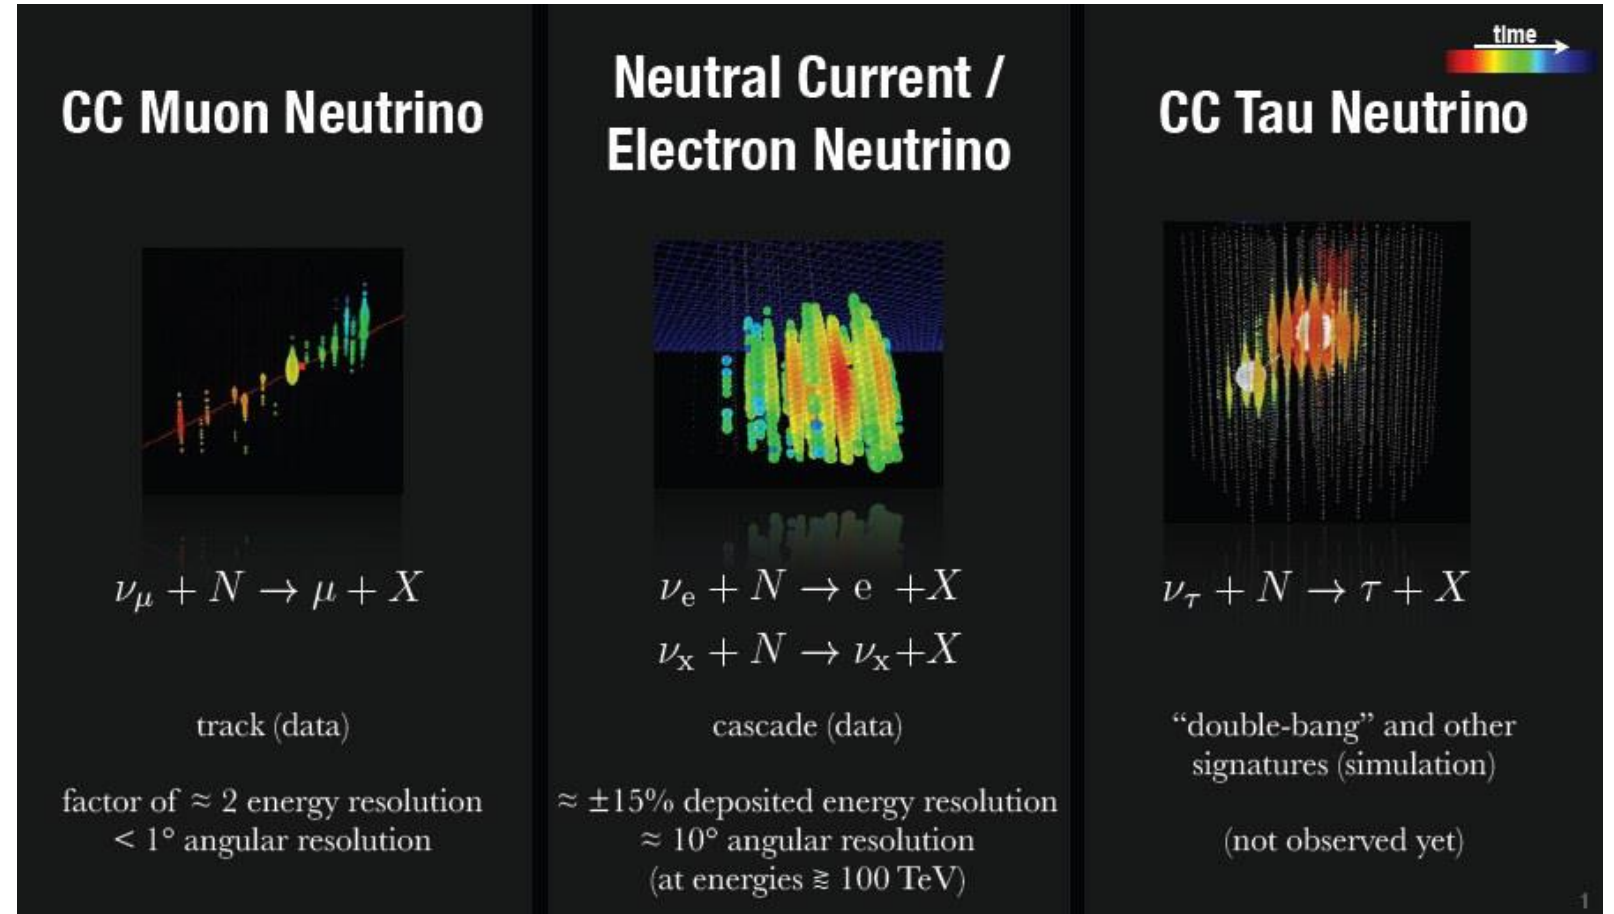 time
CC Muon Neutrino
Neutral Current /
Electron Neutrino
CC Tau Neutrino
νμ + N → μ + X
νe + N → e +X
νx + N → νx+X
ντ + N → τ + X
track (data)
factor of ≈ 2 energy resolution
< 1° angular resolution
cascade (data)
≈ ±15% deposited energy resolution
≈ 10° angular resolution
(at energies ≳ 100 TeV)
“double-bang” and other
signatures (simulation)
(not observed yet)
1